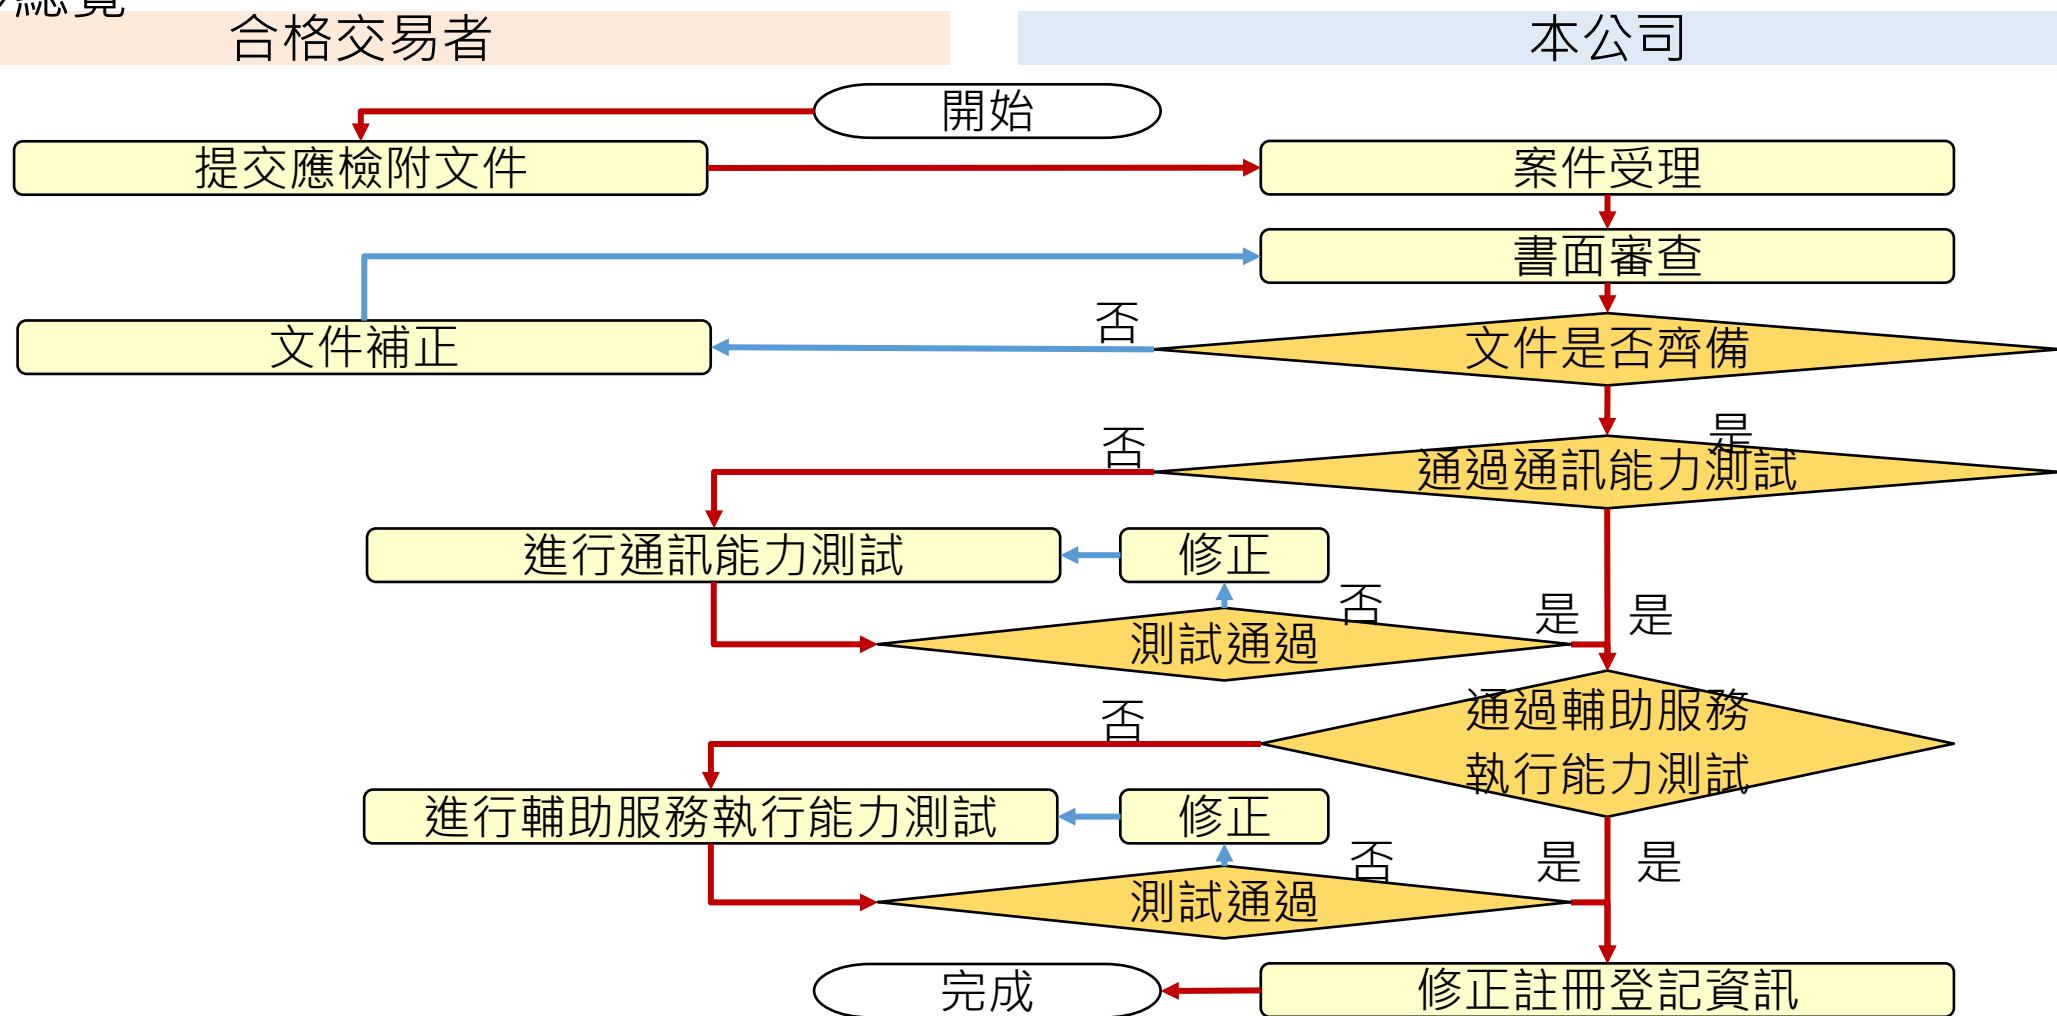 總覽
合格交易者
本公司
開始
提交應檢附文件
案件受理
書面審查
否
文件補正
文件是否齊備
是
否
通過通訊能力測試
進行通訊能力測試
修正
否
是
是
測試通過
通過輔助服務
執行能力測試
否
進行輔助服務執行能力測試
修正
否
是
是
測試通過
完成
修正註冊登記資訊